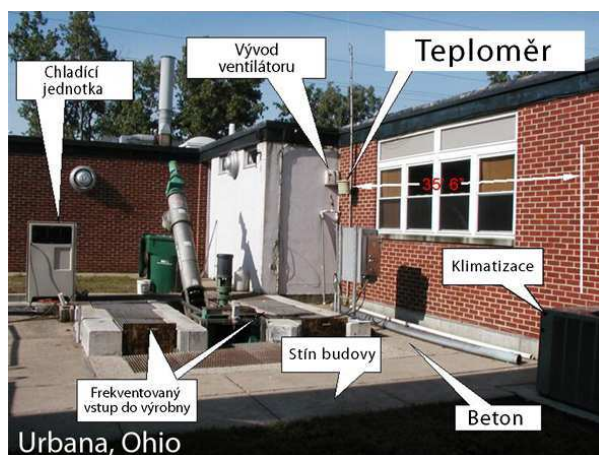 Chladící
jednotka
Vývod
ventilátoru
Teploměr
35' 6"
Klimatizace
Stín budovy
Frekventovaný
vstup do výrobny
Beton
Urbana, Ohio